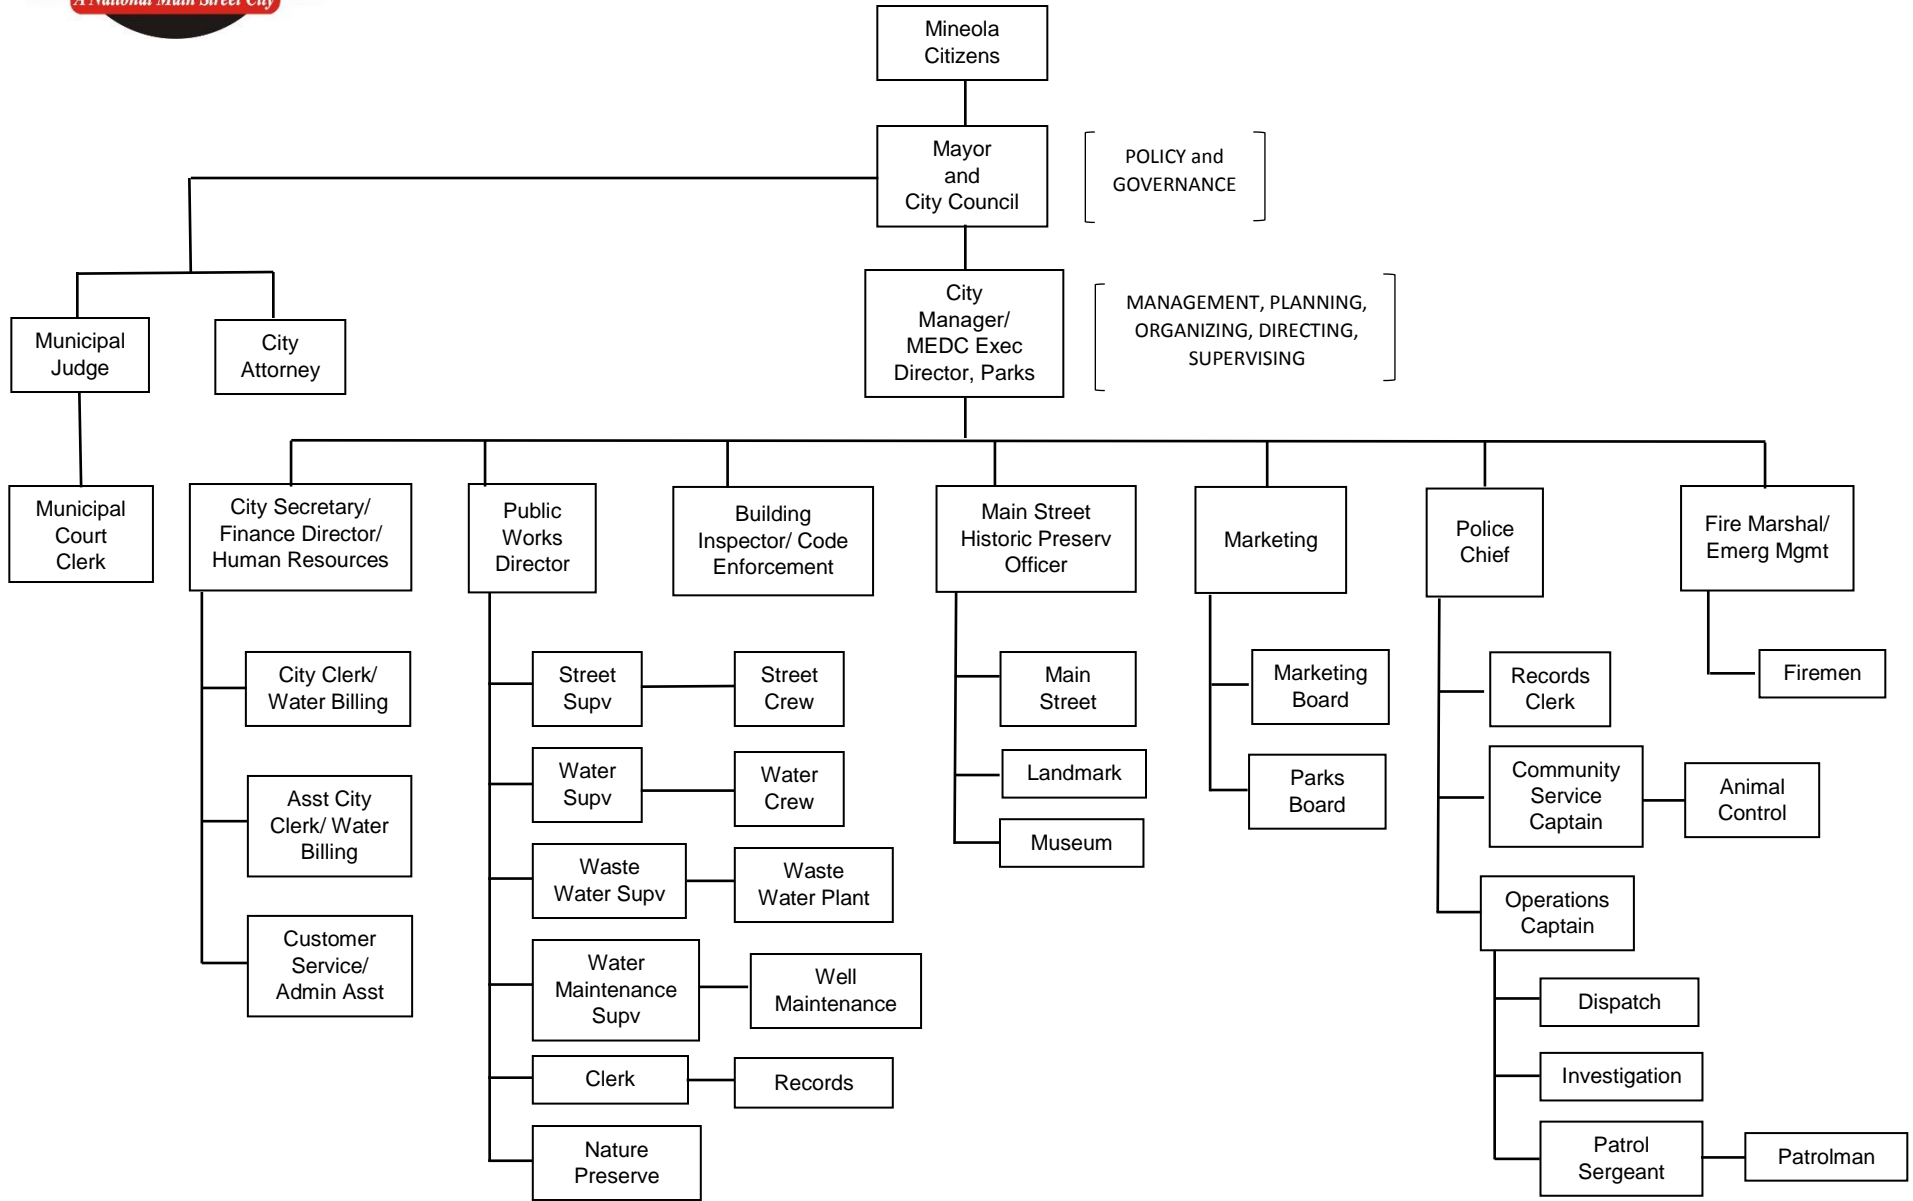 A National Main Street City
Mineola
Citizens
Mayor
and
City Council
POLICY and
GOVERNANCE
City
Manager/
MEDC Exec
Director, Parks
MANAGEMENT, PLANNING,
ORGANIZING, DIRECTING,
SUPERVISING
Municipal
Judge
City
Attorney
Municipal
Court
Clerk
City Secretary/
Finance Director/
Human Resources
Public
Works
Director
Building
Inspector/ Code
Enforcement
Main Street
Historic Preserv
Officer
Marketing
Police
Chief
Fire Marshal/
Emerg Mgmt
City Clerk/
Water Billing
Asst City
Clerk/ Water
Billing
Customer
Service/
Admin Asst
Street
Supv
Street
Crew
Water
Supv
Water
Crew
Waste
Water Supv
Waste
Water Plant
Water
Maintenance
Supv
Well
Maintenance
Clerk
Records
Nature
Preserve
Main
Street
Landmark
Museum
Marketing
Board
Parks
Board
Records
Clerk
Community
Service
Captain
Animal
Control
Operations
Captain
Dispatch
Investigation
Patrol
Sergeant
Patrolman
Firemen